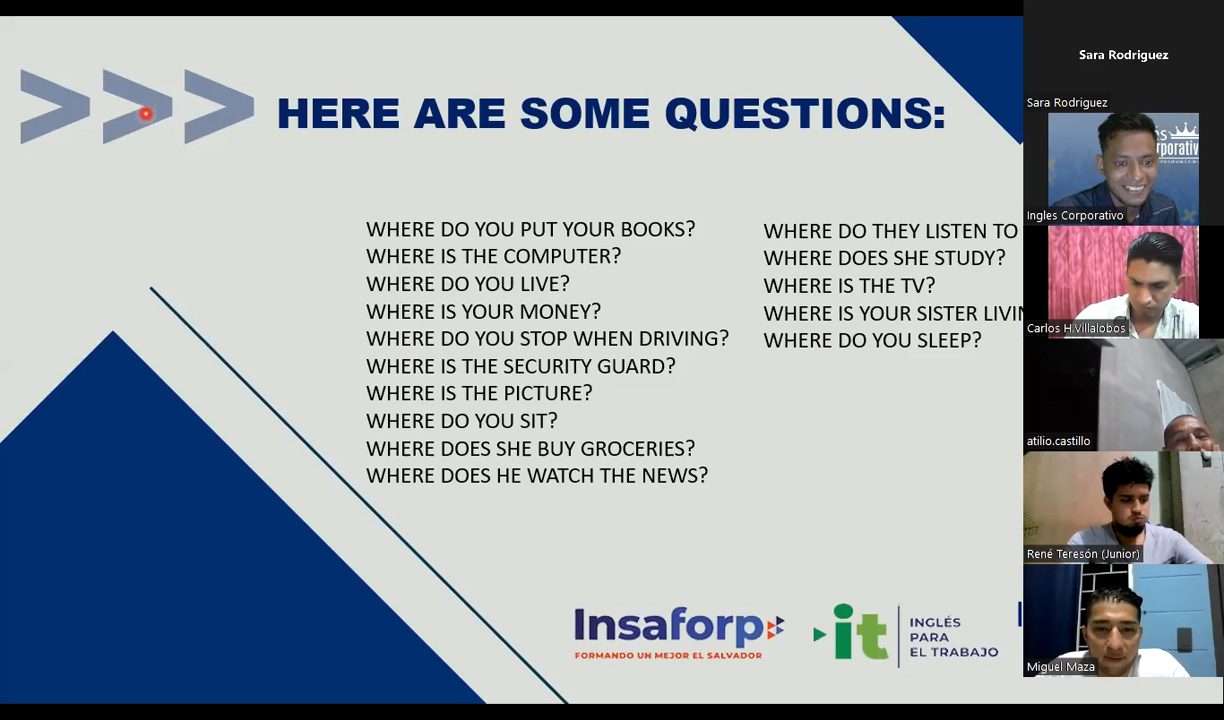 HERE ARE SOME QUESTIONS:
WHERE DO YOU PUT YOUR BOOKS?
WHERE IS THE COMPUTER?
WHERE DO YOU LIVE?
WHERE IS YOUR MONEY?
WHERE DO YOU STOP WHEN DRIVING?
WHERE IS THE SECURITY GUARD?
WHERE IS THE PICTURE?
WHERE DO YOU SIT?
WHERE DOES SHE BUY GROCERIES?
WHERE DOES HE WATCH THE NEWS?
WHERE DO THEY LISTEN TO
WHERE DOES SHE STUDY?
WHERE IS THE TV?
WHERE IS YOUR SISTER
WHERE DO YOU SLEEP?
Insaforp
FORMANDO UN MEJOR EL SALVADOR
it
INGLÉS
PARA
EL TRABAJO
Sara Rodriguez
Sara Rodriguez
Ingles Corporativo
Carlos H.Villalobos
atilio.castillo
René Teresón (Junior)
Miguel Maza